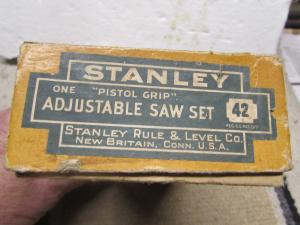 STANLEY
ONE "PISTOL GRIP"
ADJUSTABLE SAW SET
42
STANLEY RULE & LEVEL CO.
NEW BRITAIN, CONN. U.S.A.